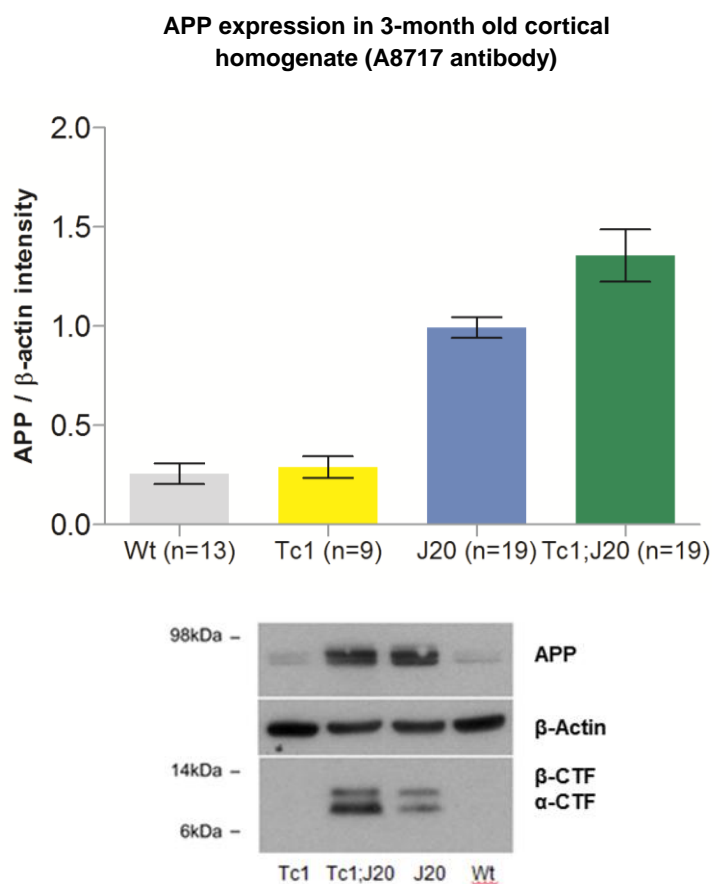 APP expression in 3-month old cortical
homogenate (A8717 antibody)
APP / β-actin intensity
2.0
1.5
1.0
0.5
0.0
Wt (n=13) Tc1 (n=9) J20 (n=19) Tc1;J20 (n=19)
98kDa –
APP
β-Actin
14kDa –
β-CTF
α-CTF
6kDa –
Tc1 Tc1;J20 J20 Wt